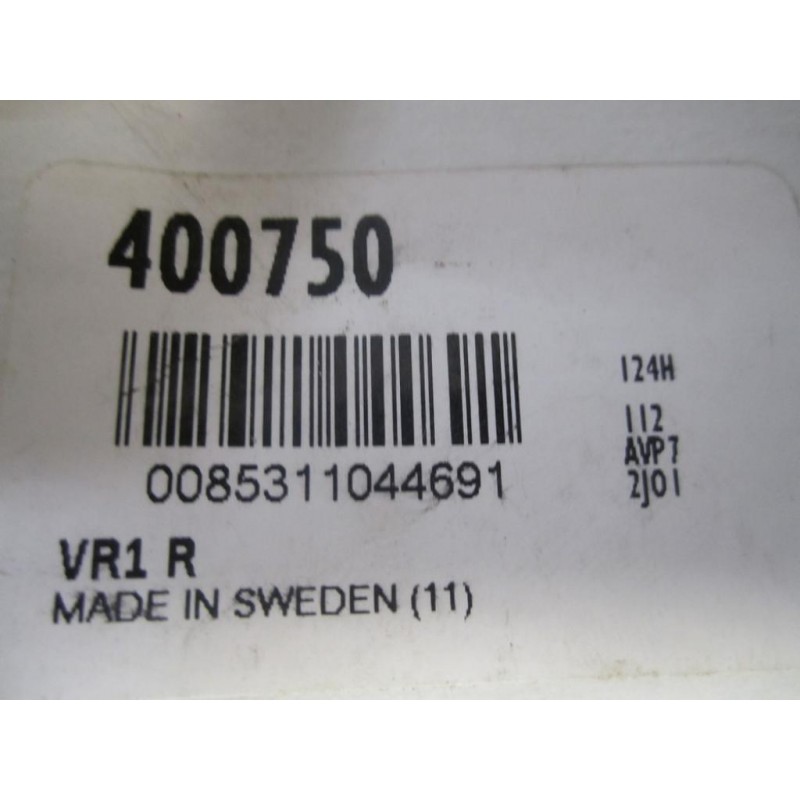 400750
0085311044691
VR1 R
MADE IN SWEDEN (11)
124H
112
AVP7
2J01